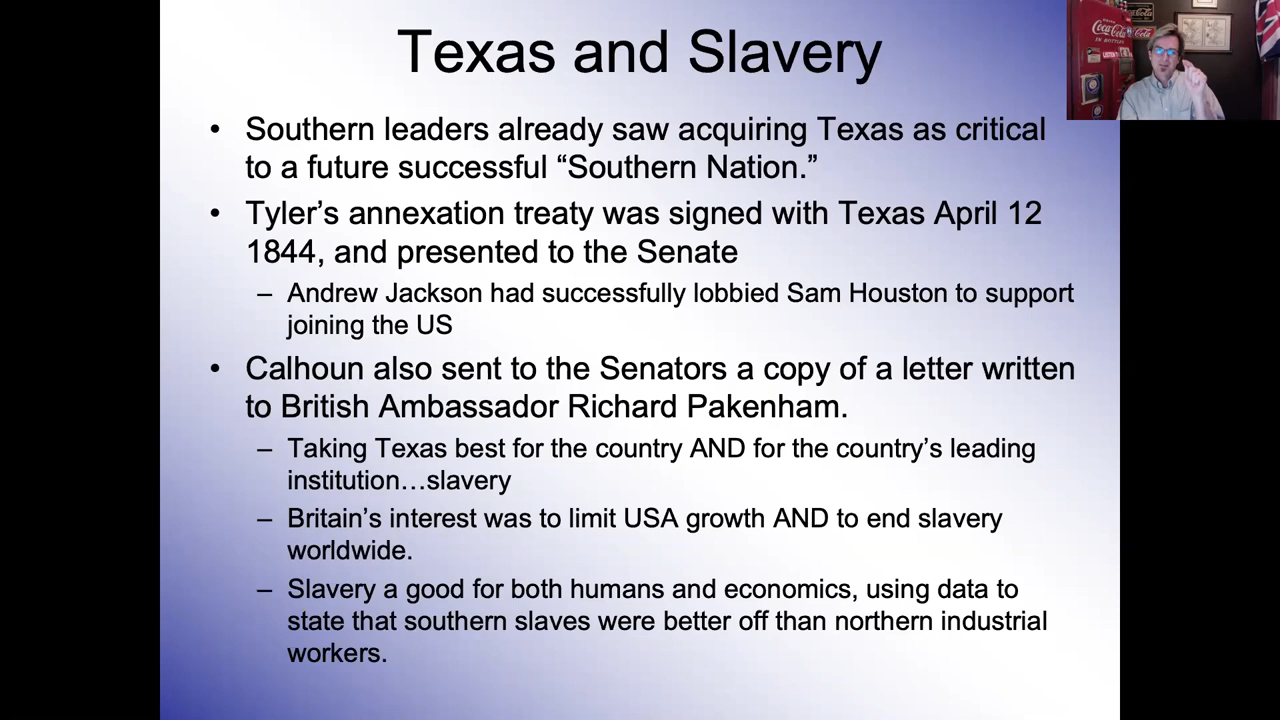 Texas and Slavery
• Southern leaders already saw acquiring Texas as critical
to a future successful “Southern Nation.”
• Tyler’s annexation treaty was signed with Texas April 12
1844, and presented to the Senate
– Andrew Jackson had successfully lobbied Sam Houston to support
joining the US
• Calhoun also sent to the Senators a copy of a letter written
to British Ambassador Richard Pakenham.
– Taking Texas best for the country AND for the country’s leading
institution…slavery
– Britain’s interest was to limit USA growth AND to end slavery
worldwide.
– Slavery a good for both humans and economics, using data to
state that southern slaves were better off than northern industrial
workers.
DRINK
Coca-Cola
IN BOTTLES